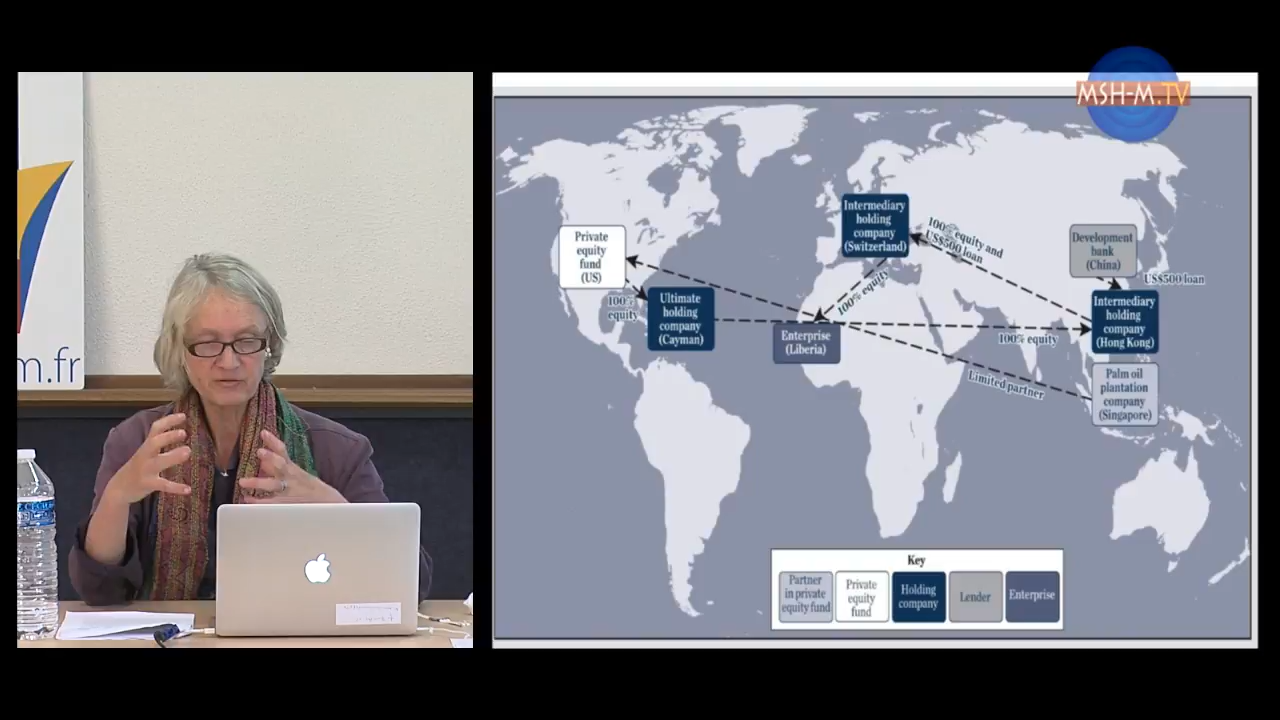 MSH-M.TV
m.fr
Intermediary
holding
company
(Switzerland)
100% equity and
US$500 loan
Development
bank
(China)
US$500 loan
Private
equity
fund
(US)
100%
equity
Ultimate
holding
company
(Cayman)
100% equity
Enterprise
(Liberia)
100% equity
Intermediary
holding
company
(Hong Kong)
Limited partner
Palm oil
plantation
company
(Singapore)
Key
Partner
in private
equity fund
Private
equity
fund
Holding
company
Lender
Enterprise